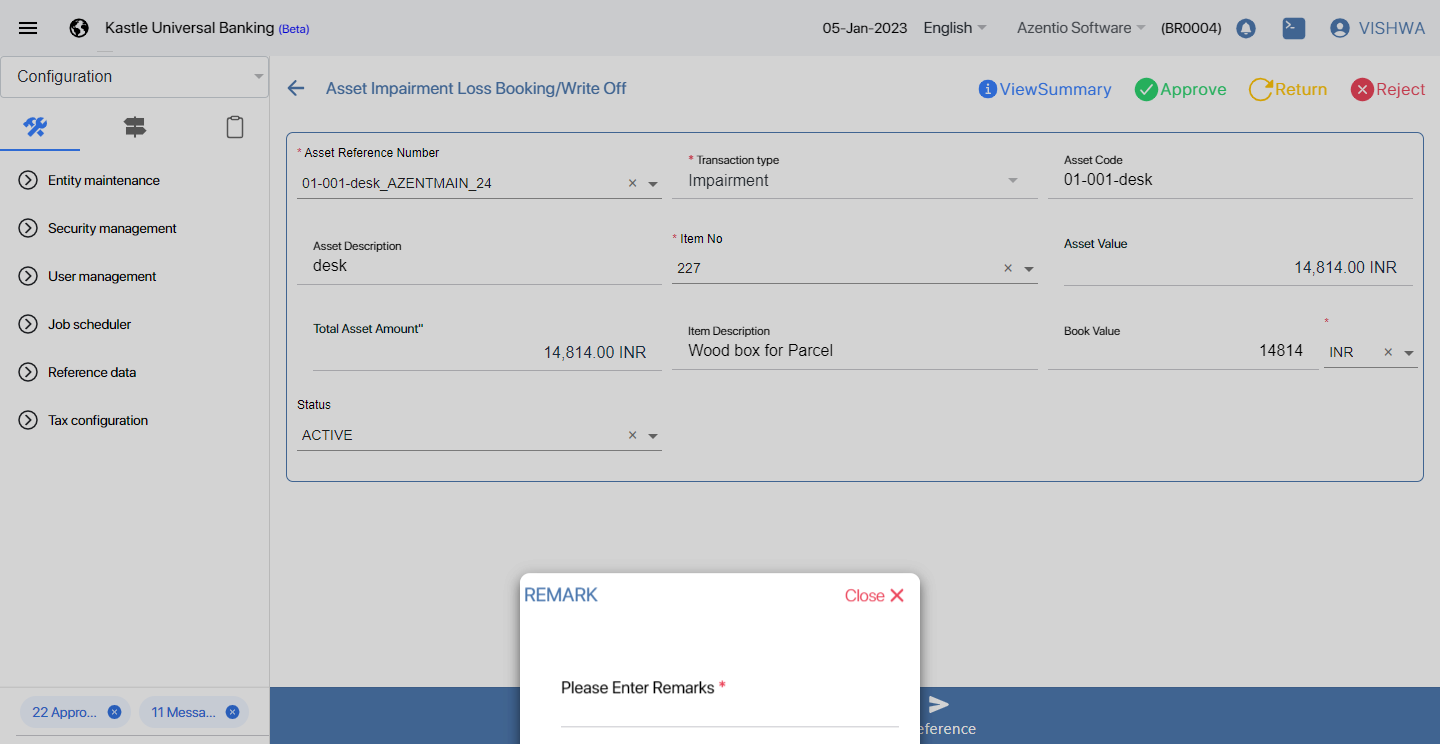 Kastle Universal Banking (Beta)
05-Jan-2023 English Azentio Software (BR0004) VISHWA
Configuration
Asset Impairment Loss Booking/Write Off
ViewSummary Approve Return Reject
Entity maintenance
Security management
User management
Job scheduler
Reference data
Tax configuration
* Asset Reference Number
01-001-desk_AZENTMAIN_24
* Transaction type
Impairment
Asset Code
01-001-desk
Asset Description
desk
* Item No
227
Asset Value
14,814.00 INR
Total Asset Amount"
14,814.00 INR
Item Description
Wood box for Parcel
Book Value
14814
*
INR
Status
ACTIVE
REMARK
Close
Please Enter Remarks *
22 Appro...
11 Messa...
eference